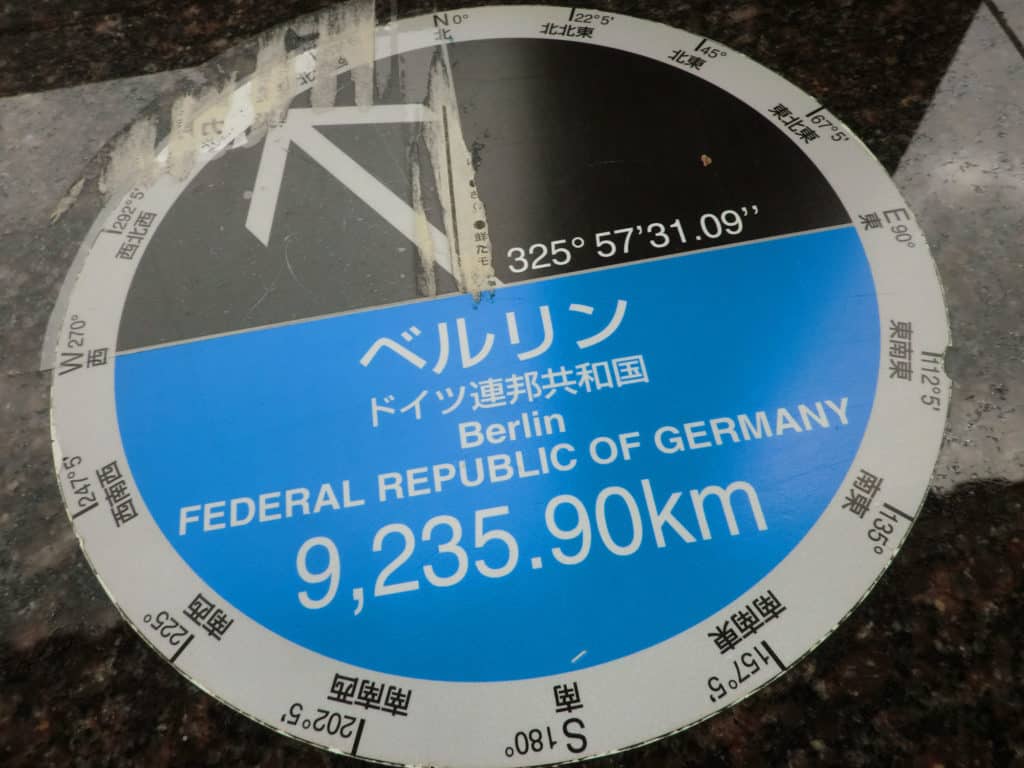 N 0°
北
22°5'
北北東
45°
北東
67°5'
東北東
E 90°
東
112°5'
東南東
135°
南東
157°5'
南南東
S 180°
南
202°5'
南南西
225°
南西
247°5'
西南西
W 270°
西
292°5'
西北西
325° 57'31.09''
ベルリン
ドイツ連邦共和国
Berlin
FEDERAL REPUBLIC OF GERMANY
9,235.90km